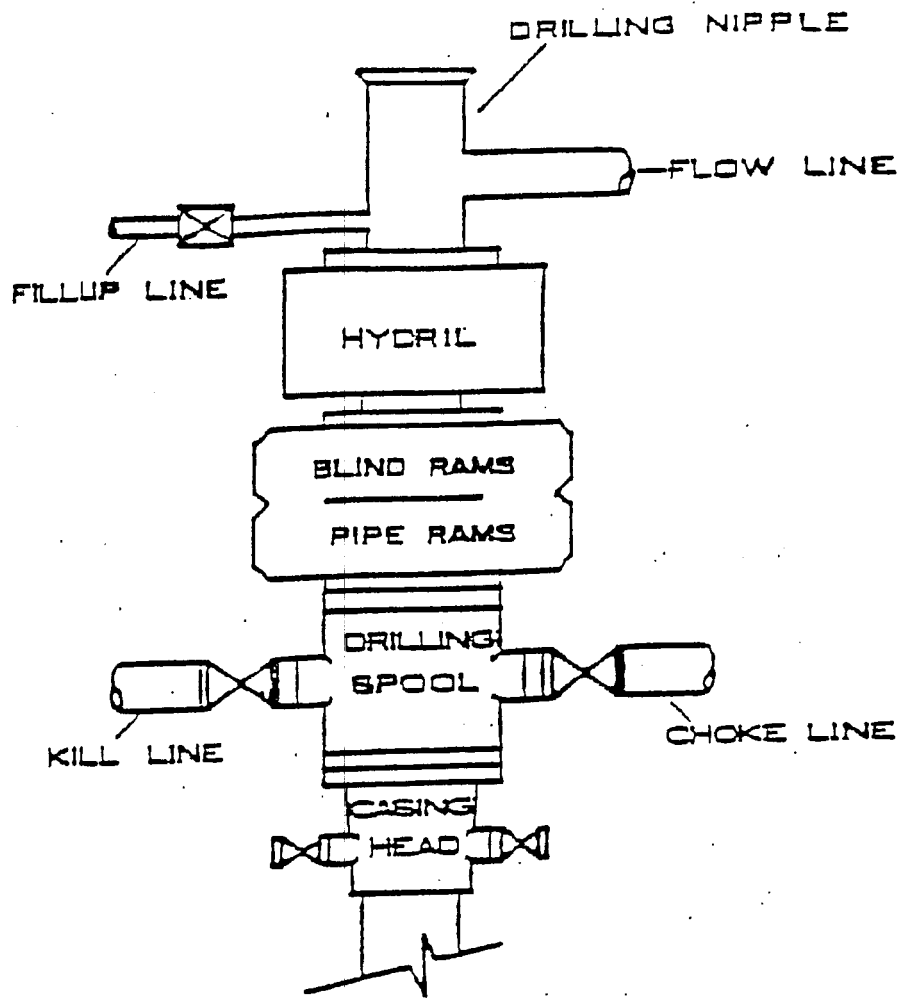 DRILLING NIPPLE
FLOW LINE
FILLUP LINE
HYDRIL
BLIND RAMS
PIPE RAMS
DRILLING
SPOOL
KILL LINE
CHOKE LINE
CASING
HEAD